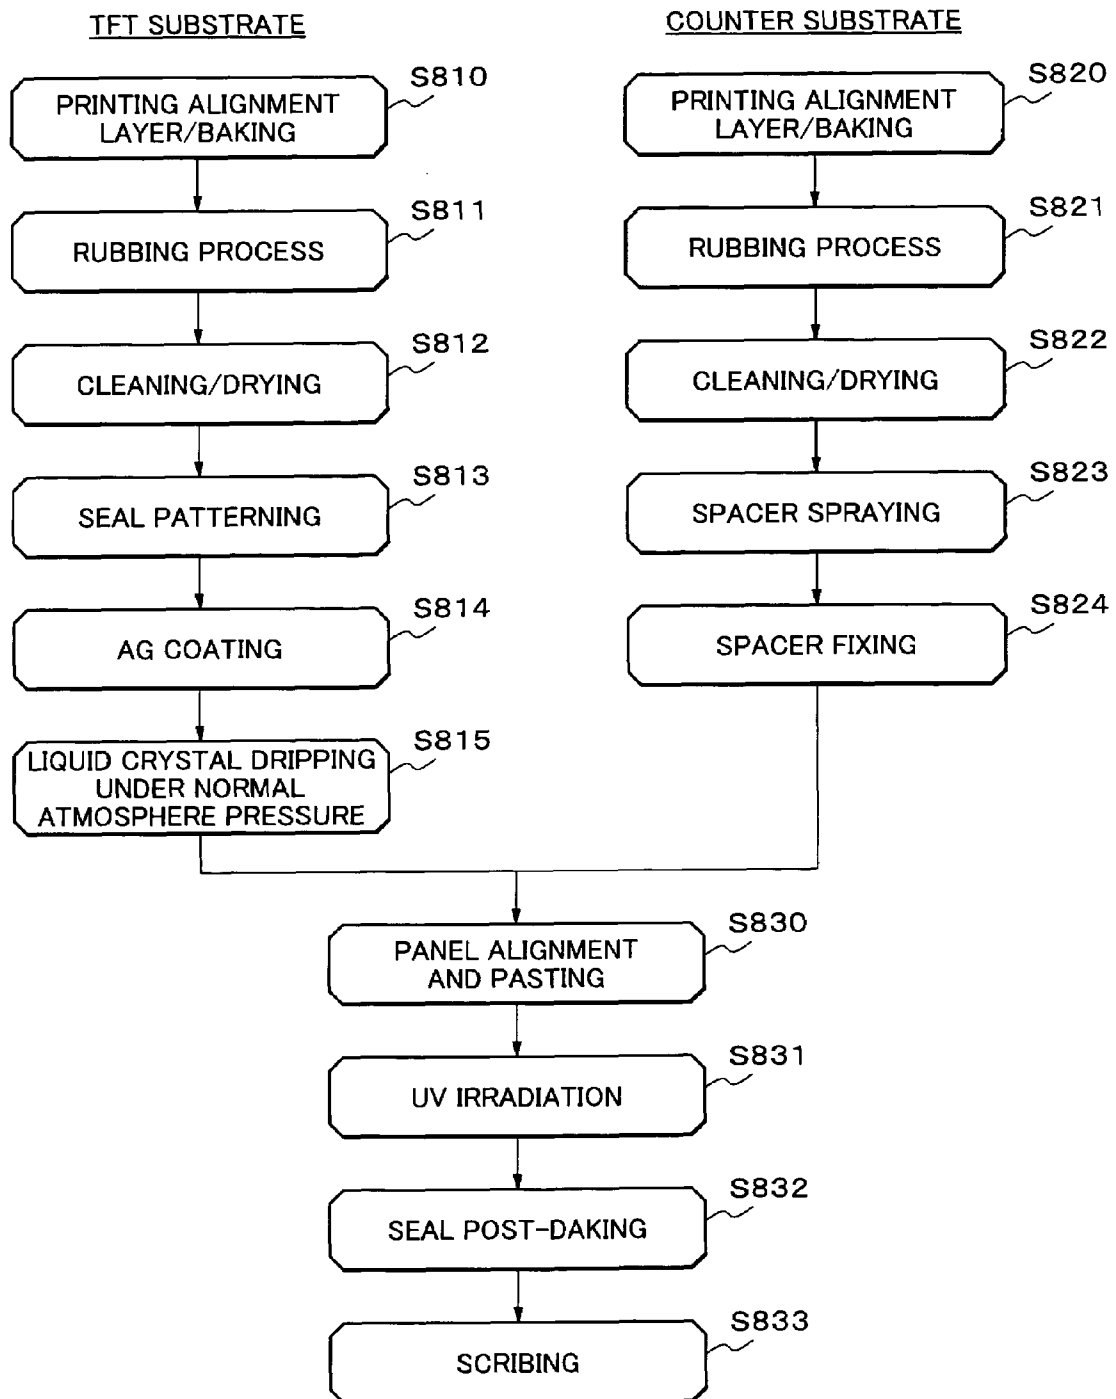 TFT SUBSTRATE
S810
PRINTING ALIGNMENT
LAYER/BAKING
S811
RUBBING PROCESS
S812
CLEANING/DRYING
S813
SEAL PATTERNING
S814
AG COATING
S815
LIQUID CRYSTAL DRIPPING
UNDER NORMAL
ATMOSPHERE PRESSURE
COUNTER SUBSTRATE
S820
PRINTING ALIGNMENT
LAYER/BAKING
S821
RUBBING PROCESS
S822
CLEANING/DRYING
S823
SPACER SPRAYING
S824
SPACER FIXING
S830
PANEL ALIGNMENT
AND PASTING
S831
UV IRRADIATION
S832
SEAL POST-DAKING
S833
SCRIBING